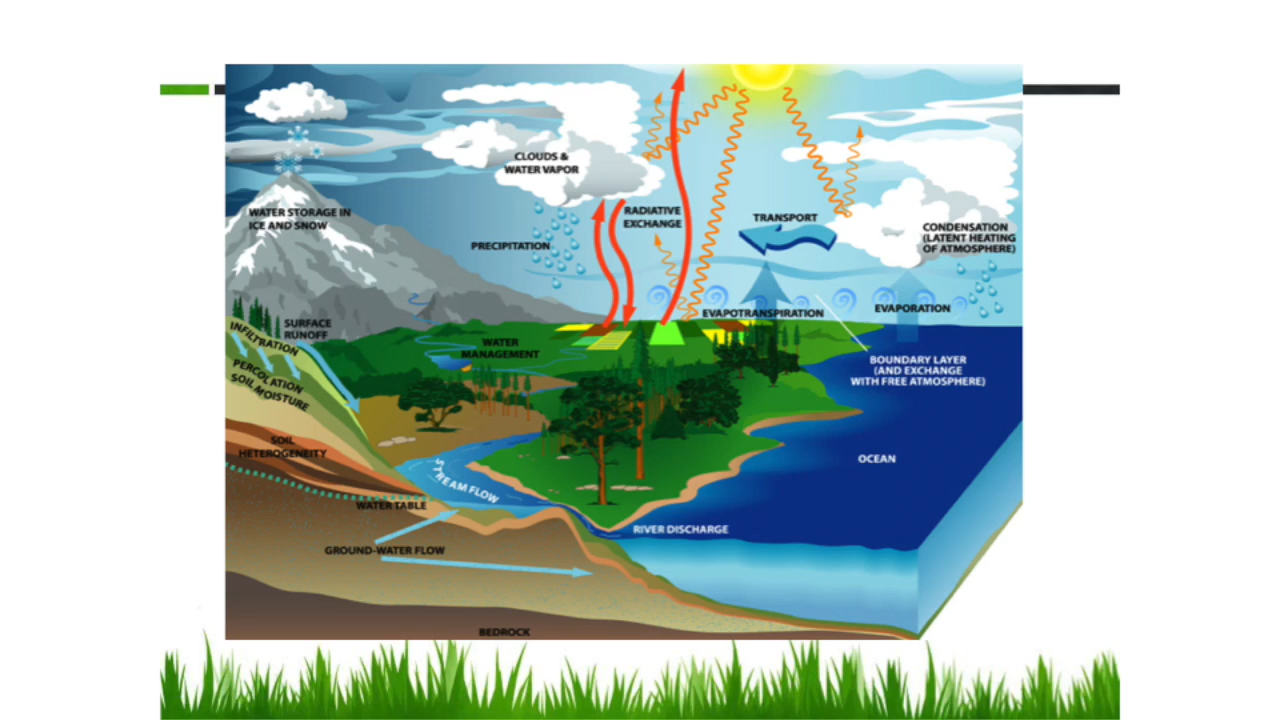 CLOUDS &
WATER VAPOR
WATER STORAGE IN
ICE AND SNOW
RADIATIVE
EXCHANGE
TRANSPORT
CONDENSATION
(LATENT HEATING
OF ATMOSPHERE)
PRECIPITATION
EVAPOTRANSPIRATION
EVAPORATION
SURFACE
RUNOFF
INFILTRATION
WATER
MANAGEMENT
BOUNDARY LAYER
(AND EXCHANGE
WITH FREE ATMOSPHERE)
PERCOLATION
SOIL MOISTURE
SOIL
HETEROGENEITY
OCEAN
STREAM FLOW
WATER TABLE
RIVER DISCHARGE
GROUND-WATER FLOW
BEDROCK